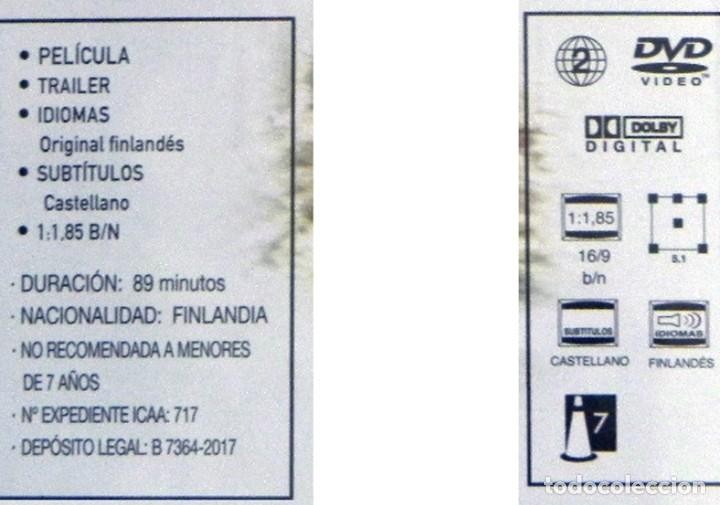 • PELÍCULA
• TRAILER
• IDIOMAS
Original finlandés
• SUBTÍTULOS
Castellano
• 1:1,85 B/N
· DURACIÓN: 89 minutos
· NACIONALIDAD: FINLANDIA
· NO RECOMENDADA A MENORES
DE 7 AÑOS
· Nº EXPEDIENTE ICAA: 717
· DEPÓSITO LEGAL: B 7364-2017
2 DVD
VIDEO™
DOLBY
DIGITAL
1:1,85
16/9
b/n
5.1
SUBTITULOS
CASTELLANO
IDIOMAS
FINLANDÉS
7
todocoleccion